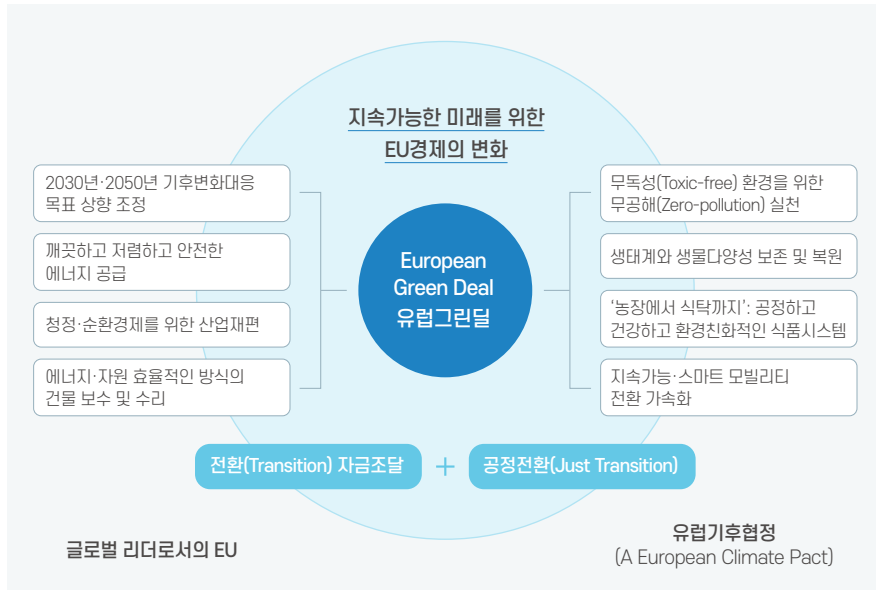 지속가능한 미래를 위한
EU경제의 변화
2030년·2050년 기후변화대응
목표 상향 조정
깨끗하고 저렴하고 안전한
에너지 공급
청정·순환경제를 위한 산업재편
에너지·자원 효율적인 방식의
건물 보수 및 수리
European
Green Deal
유럽그린딜
무독성(Toxic-free) 환경을 위한
무공해(Zero-pollution) 실천
생태계와 생물다양성 보존 및 복원
‘농장에서 식탁까지’: 공정하고
건강하고 환경친화적인 식품시스템
지속가능·스마트 모빌리티
전환 가속화
전환(Transition) 자금조달
+
공정전환(Just Transition)
글로벌 리더로서의 EU
유럽기후협정
(A European Climate Pact)